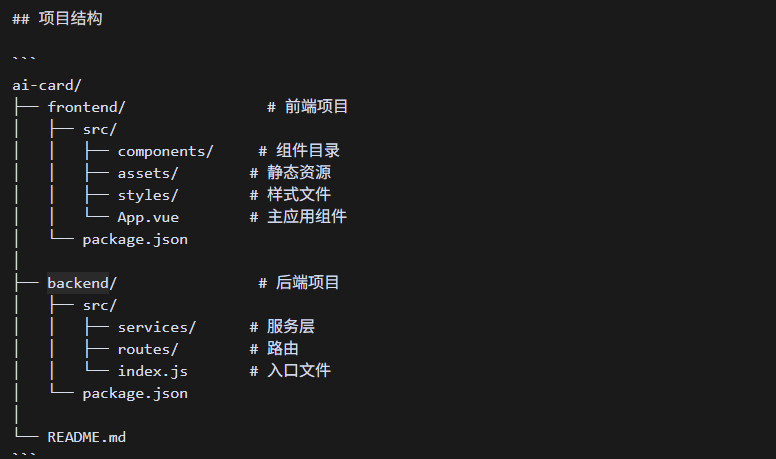 ## 项目结构
```
ai-card/
├── frontend/                # 前端项目
│   ├── src/
│   │   ├── components/     # 组件目录
│   │   ├── assets/        # 静态资源
│   │   ├── styles/        # 样式文件
│   │   └── App.vue        # 主应用组件
│   └── package.json
│
├── backend/                # 后端项目
│   ├── src/
│   │   ├── services/      # 服务层
│   │   ├── routes/        # 路由
│   │   └── index.js       # 入口文件
│   └── package.json
│
└── README.md
```